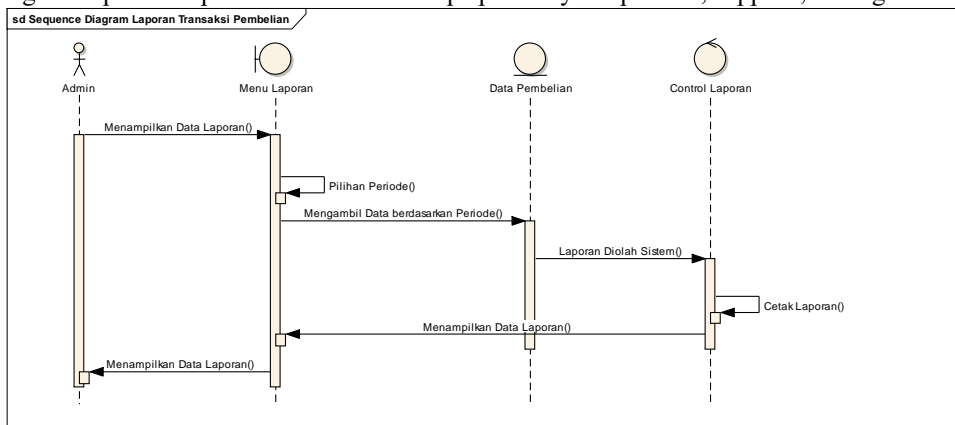 sd Sequence Diagram Laporan Transaksi Pembelian
Admin
Menu Laporan
Data Pembelian
Control Laporan
Menampilkan Data Laporan()
Pilihan Periode()
Mengambil Data berdasarkan Periode()
Laporan Diolah Sistem()
Cetak Laporan()
Menampilkan Data Laporan()
Menampilkan Data Laporan()